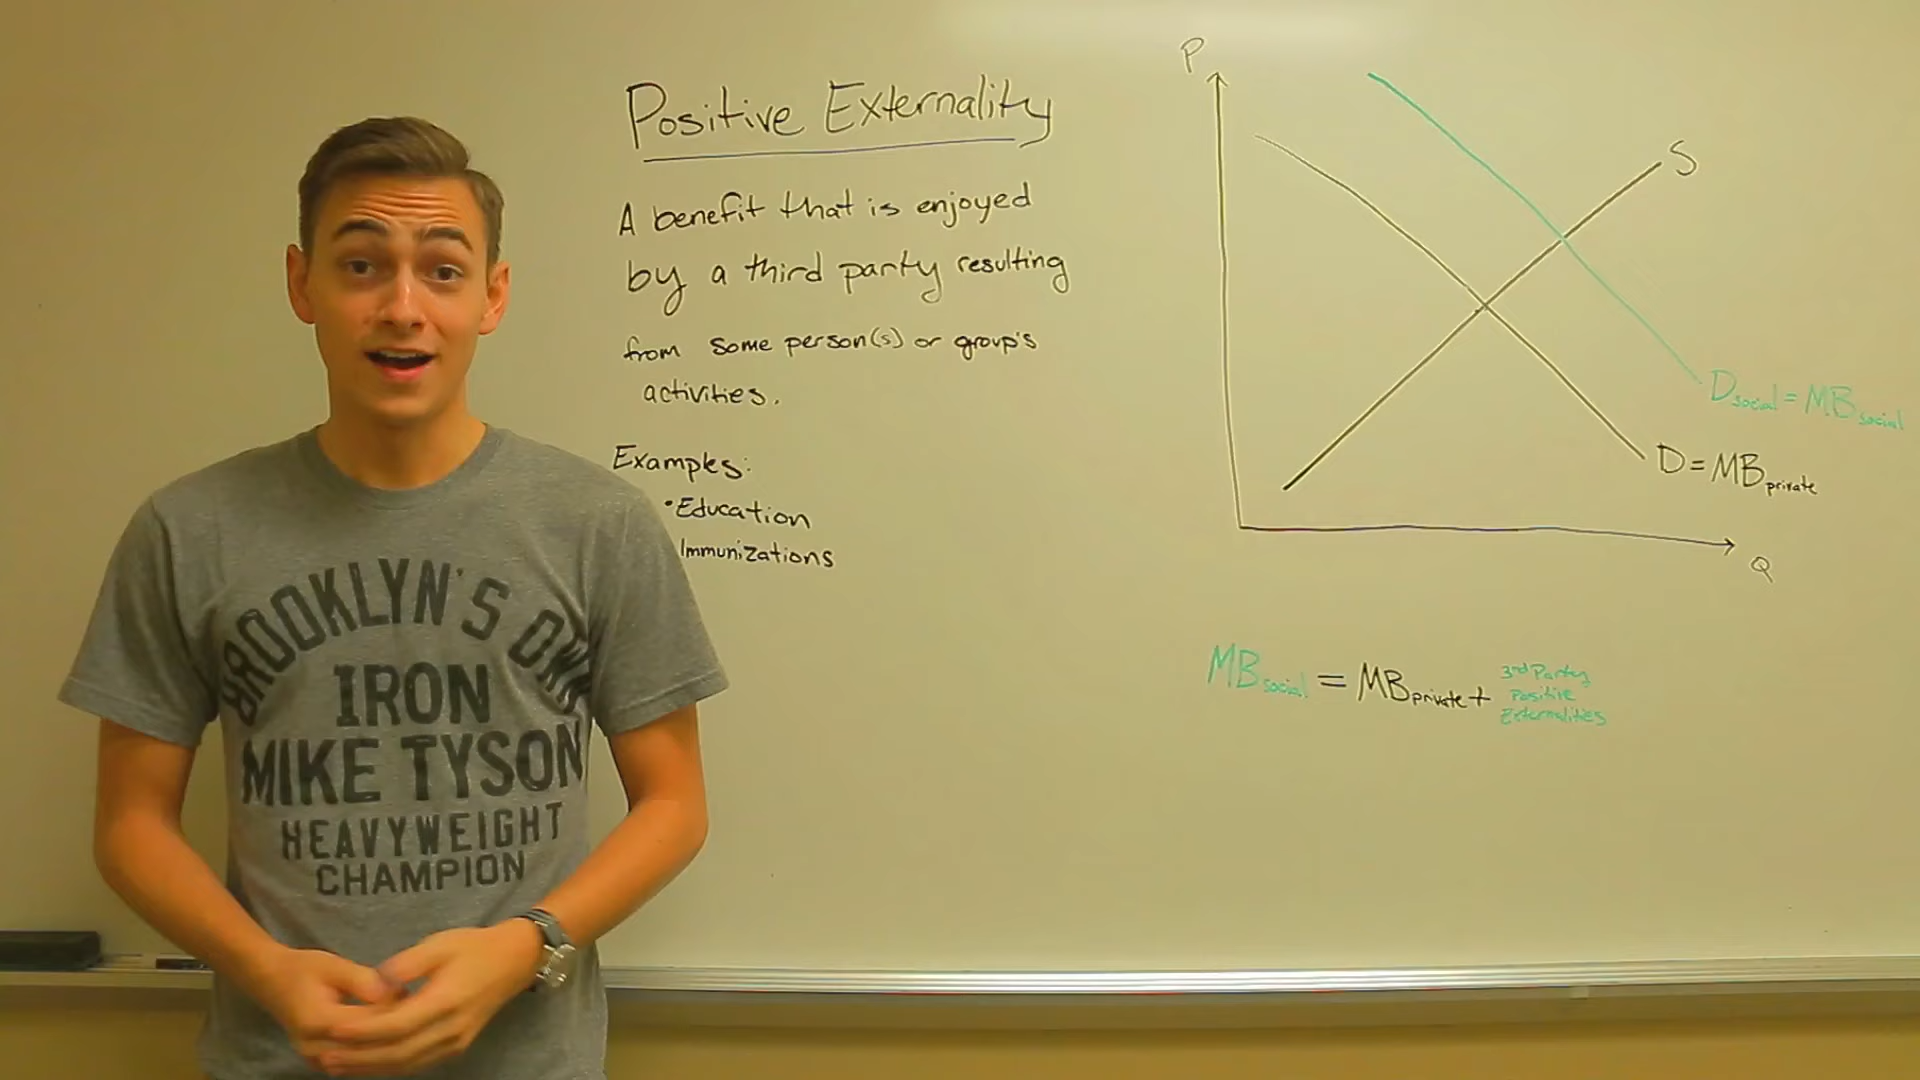 Positive Externality
A benefit that is enjoyed
by a third party resulting
from some person(s) or group's
activities.
Examples:
•Education
Immunizations
P
S
Dsocial = MBsocial
D = MBprivate
Q
MBsocial = MBprivate + 3rd Party
Positive
Externalities
BROOKLYN'S OWN
IRON
MIKE TYSON
HEAVYWEIGHT
CHAMPION